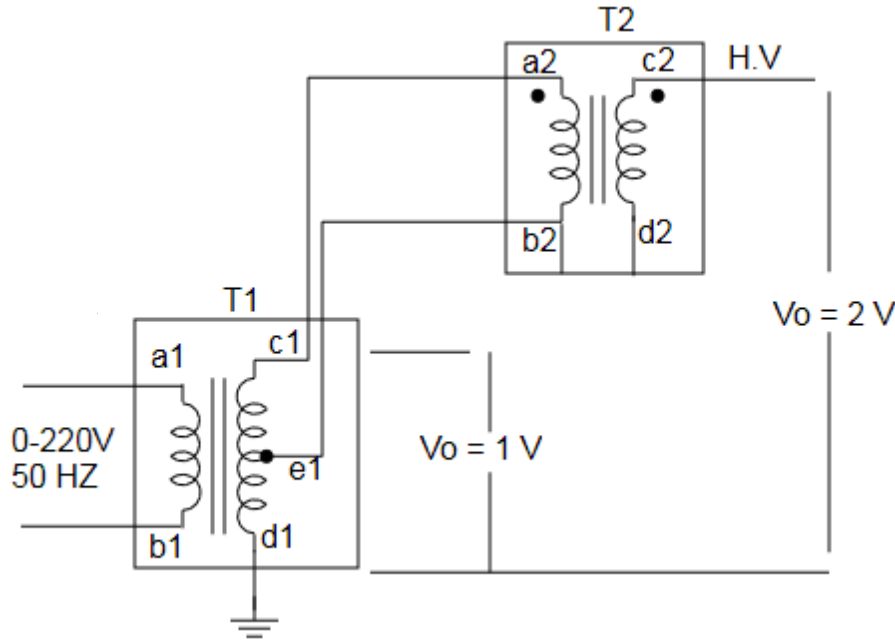 T2
a2
c2
H.V
b2
d2
T1
Vo = 2 V
a1
c1
0-220V
50 HZ
Vo = 1 V
e1
b1
d1